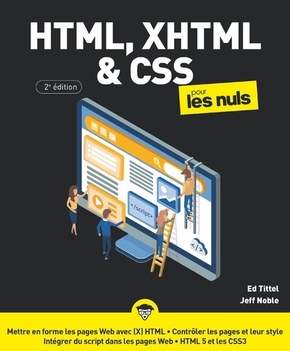 HTML, XHTML
& CSS
2e édition
pour
les nuls
</script>
</>
Ed Tittel
Jeff Noble
Mettre en forme les pages Web avec (X) HTML • Contrôler les pages et leur style
Intégrer du script dans les pages Web • HTML 5 et les CSS3